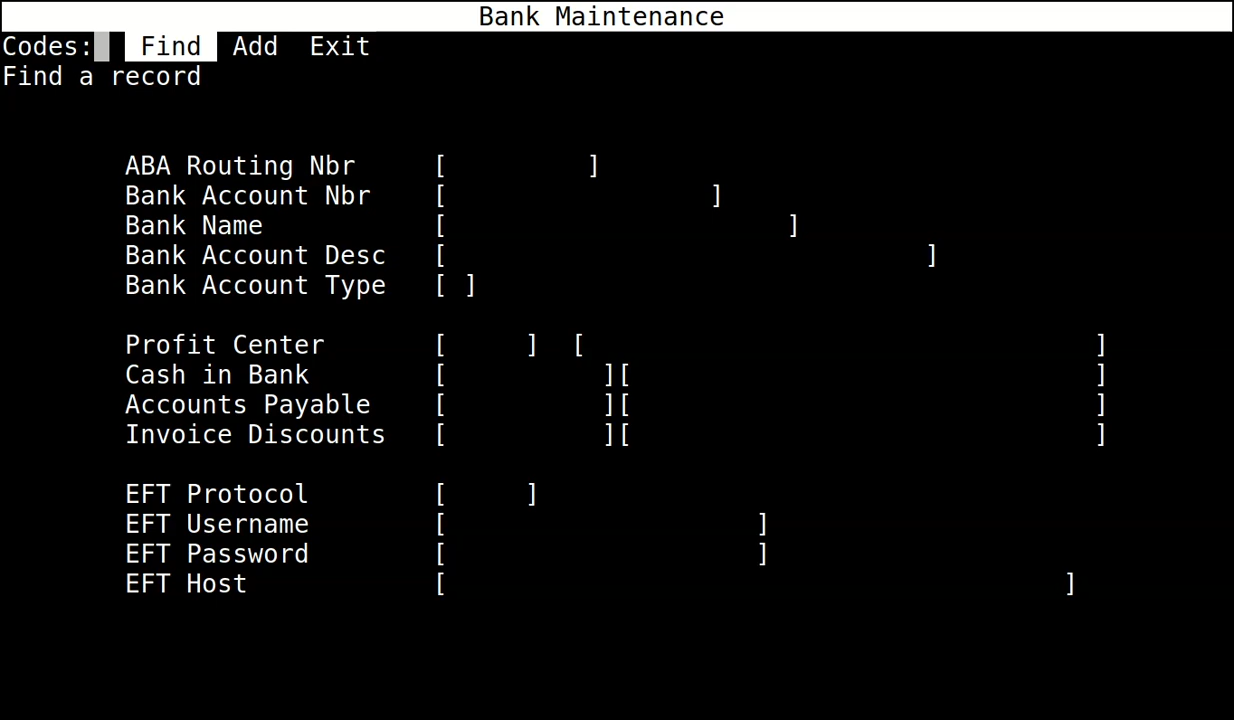 Bank Maintenance
Codes: Find Add Exit
Find a record
ABA Routing Nbr [ ]
Bank Account Nbr [ ]
Bank Name [ ]
Bank Account Desc [ ]
Bank Account Type [ ]
Profit Center [ ] [ ]
Cash in Bank [ ][ ]
Accounts Payable [ ][ ]
Invoice Discounts [ ][ ]
EFT Protocol [ ]
EFT Username [ ]
EFT Password [ ]
EFT Host [ ]